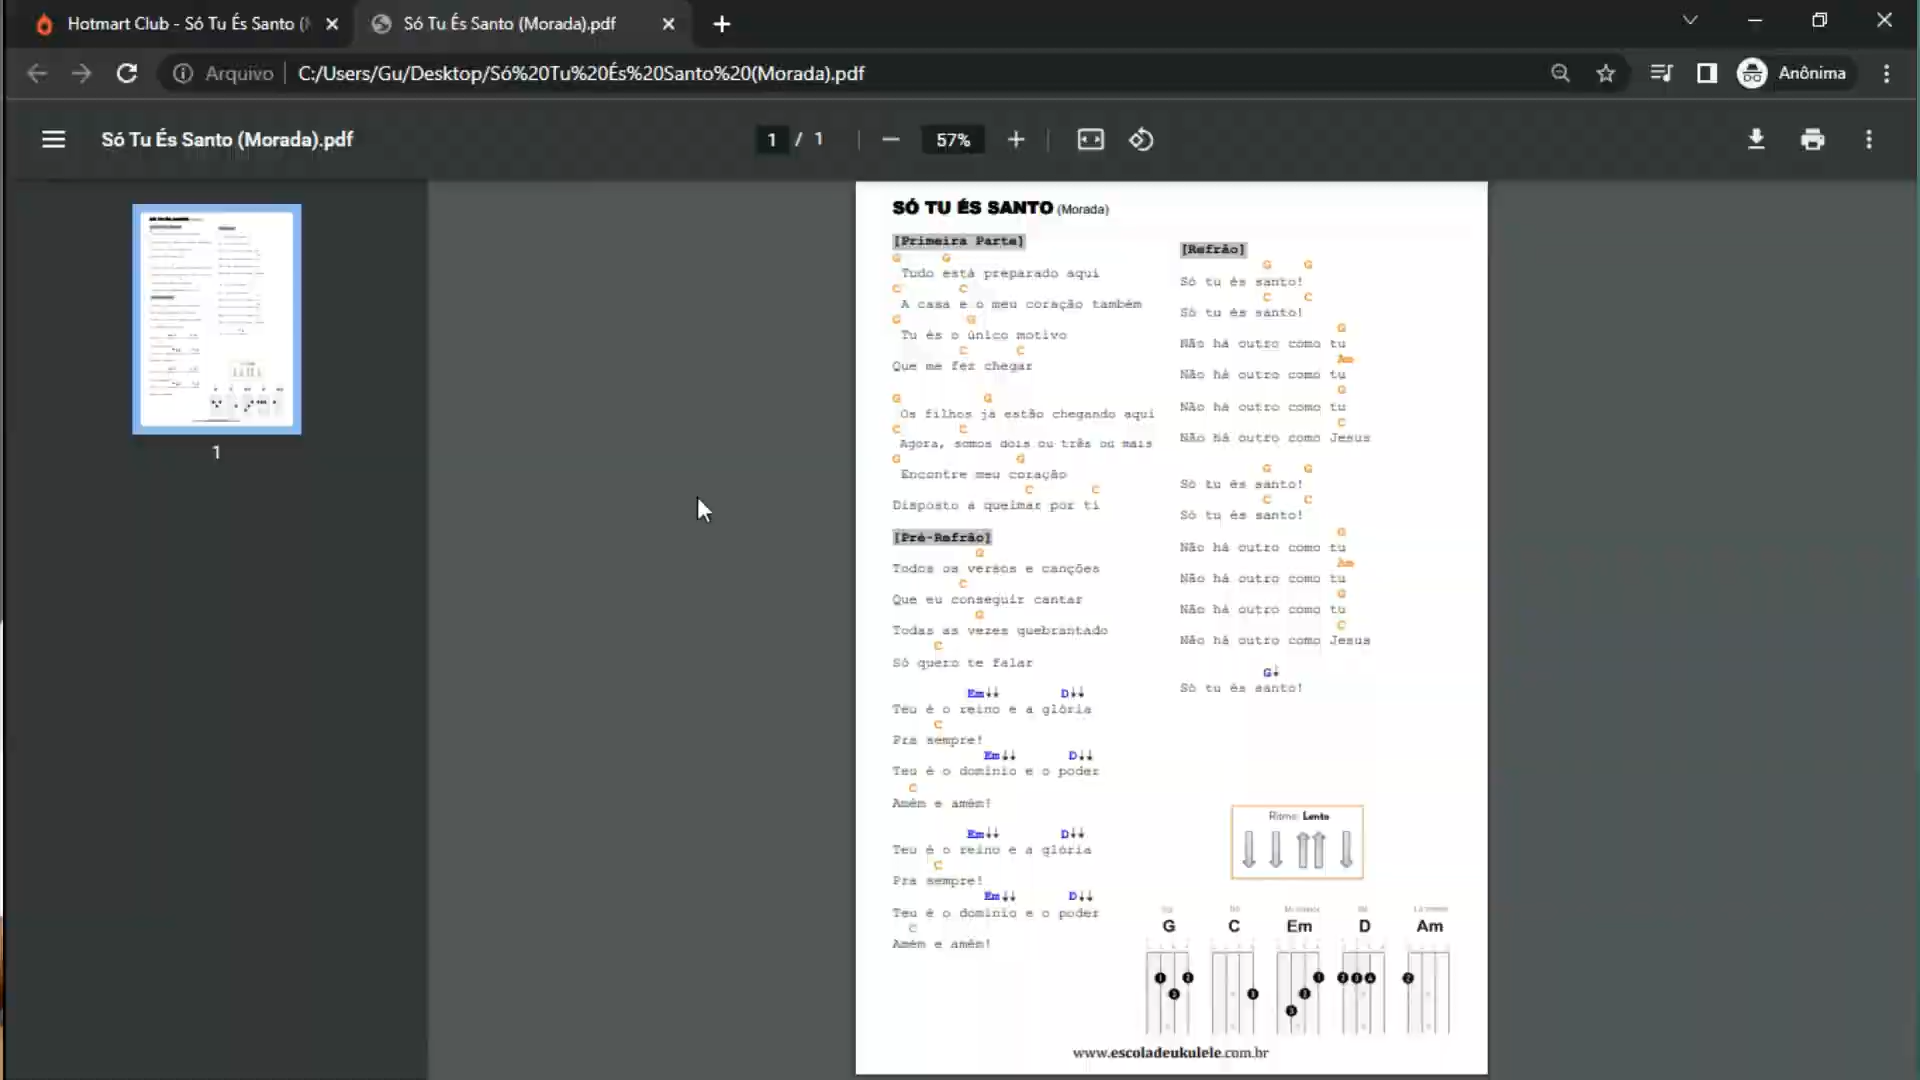 Hotmart Club - Só Tu És Santo (
Só Tu És Santo (Morada).pdf
Arquivo
C:/Users/Gu/Desktop/Só%20Tu%20És%20Santo%20(Morada).pdf
Anônima
Só Tu És Santo (Morada).pdf
1 / 1
57%
1
SÓ TU ÉS SANTO (Morada)
[Primeira Parte]
G G
Tudo está preparado aqui
C C
A casa e o meu coração também
G G
Tu és o único motivo
C C
Que me fez chegar
G G
Os filhos já estão chegando aqui
C C
Agora, somos dois ou três ou mais
G G
Encontre meu coração
C C
Disposto a queimar por ti
[Pré-Refrão]
G
Todos os versos e canções
C
Que eu conseguir cantar
G
Todas as vezes quebrantado
C
Só quero te falar
Em↓↓ D↓↓
Teu é o reino e a glória
C
Pra sempre!
Em↓↓ D↓↓
Teu é o domínio e o poder
C
Amém e amém!
Em↓↓ D↓↓
Teu é o reino e a glória
C
Pra sempre!
Em↓↓ D↓↓
Teu é o domínio e o poder
C
Amém e amém!
[Refrão]
G G
Só tu és santo!
C C
Só tu és santo!
G
Não há outro como tu
Am
Não há outro como tu
G
Não há outro como tu
C
Não há outro como Jesus
G G
Só tu és santo!
C C
Só tu és santo!
G
Não há outro como tu
Am
Não há outro como tu
G
Não há outro como tu
C
Não há outro como Jesus
G↓
Só tu és santo!
Ritmo: Lento
G C Em D Am
www.escoladeukulele.com.br